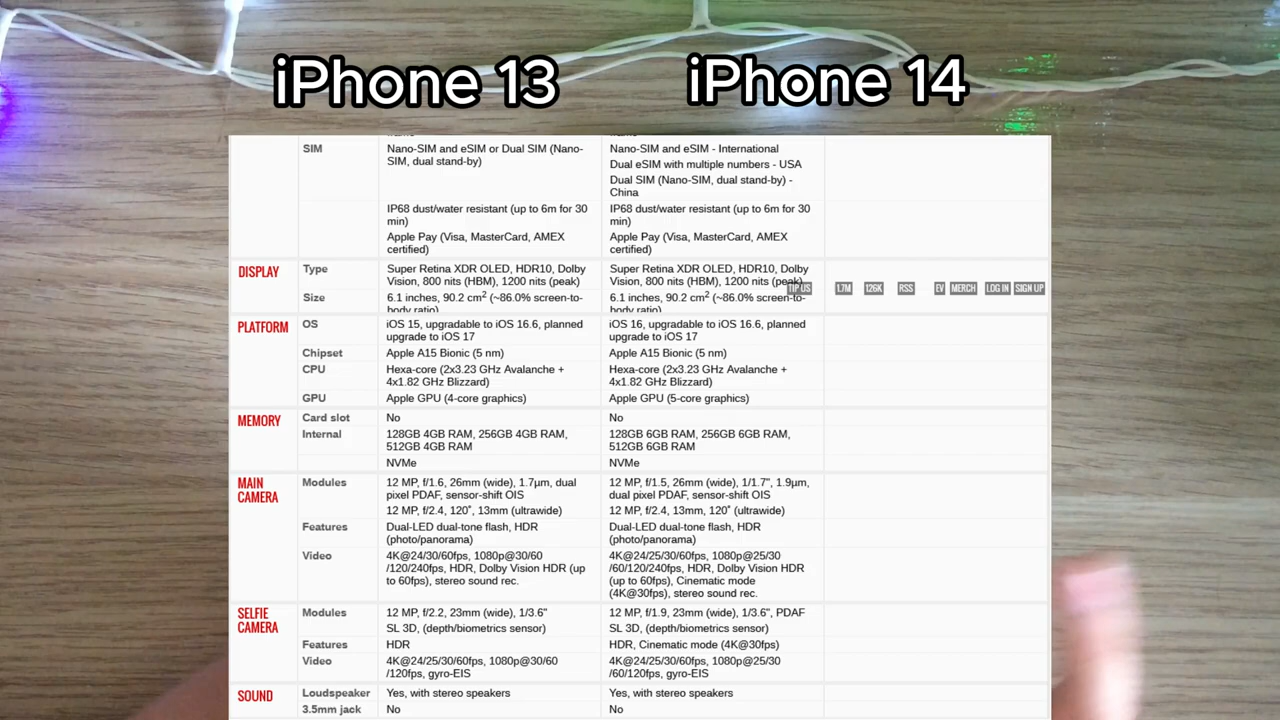 iPhone 13 iPhone 14
SIM
Nano-SIM and eSIM or Dual SIM (Nano-
SIM, dual stand-by)
Nano-SIM and eSIM - International
Dual eSIM with multiple numbers - USA
Dual SIM (Nano-SIM, dual stand-by) -
China
IP68 dust/water resistant (up to 6m for 30
min)
Apple Pay (Visa, MasterCard, AMEX
certified)
IP68 dust/water resistant (up to 6m for 30
min)
Apple Pay (Visa, MasterCard, AMEX
certified)
DISPLAY
Type
Super Retina XDR OLED, HDR10, Dolby
Vision, 800 nits (HBM), 1200 nits (peak)
Super Retina XDR OLED, HDR10, Dolby
Vision, 800 nits (HBM), 1200 nits (peak)
TIP US 1.7M 126K RSS EV MERCH LOG IN SIGN UP
Size
6.1 inches, 90.2 cm2 (~86.0% screen-to-
body ratio)
6.1 inches, 90.2 cm2 (~86.0% screen-to-
body ratio)
PLATFORM
OS
iOS 15, upgradable to iOS 16.6, planned
upgrade to iOS 17
iOS 16, upgradable to iOS 16.6, planned
upgrade to iOS 17
Chipset
Apple A15 Bionic (5 nm)
Apple A15 Bionic (5 nm)
CPU
Hexa-core (2x3.23 GHz Avalanche +
4x1.82 GHz Blizzard)
Hexa-core (2x3.23 GHz Avalanche +
4x1.82 GHz Blizzard)
GPU
Apple GPU (4-core graphics)
Apple GPU (5-core graphics)
MEMORY
Card slot
No
No
Internal
128GB 4GB RAM, 256GB 4GB RAM,
512GB 4GB RAM
128GB 6GB RAM, 256GB 6GB RAM,
512GB 6GB RAM
NVMe
NVMe
MAIN
CAMERA
Modules
12 MP, f/1.6, 26mm (wide), 1.7µm, dual
pixel PDAF, sensor-shift OIS
12 MP, f/1.5, 26mm (wide), 1/1.7", 1.9µm,
dual pixel PDAF, sensor-shift OIS
12 MP, f/2.4, 120˚, 13mm (ultrawide)
12 MP, f/2.4, 13mm, 120˚ (ultrawide)
Features
Dual-LED dual-tone flash, HDR
(photo/panorama)
Dual-LED dual-tone flash, HDR
(photo/panorama)
Video
4K@24/30/60fps, 1080p@30/60
/120/240fps, HDR, Dolby Vision HDR (up
to 60fps), stereo sound rec.
4K@24/25/30/60fps, 1080p@25/30
/60/120/240fps, HDR, Dolby Vision HDR
(up to 60fps), Cinematic mode
(4K@30fps), stereo sound rec.
SELFIE
CAMERA
Modules
12 MP, f/2.2, 23mm (wide), 1/3.6"
12 MP, f/1.9, 23mm (wide), 1/3.6", PDAF
SL 3D, (depth/biometrics sensor)
SL 3D, (depth/biometrics sensor)
Features
HDR
HDR, Cinematic mode (4K@30fps)
Video
4K@24/25/30/60fps, 1080p@30/60
/120fps, gyro-EIS
4K@24/25/30/60fps, 1080p@25/30
/60/120fps, gyro-EIS
SOUND
Loudspeaker
Yes, with stereo speakers
Yes, with stereo speakers
3.5mm jack
No
No